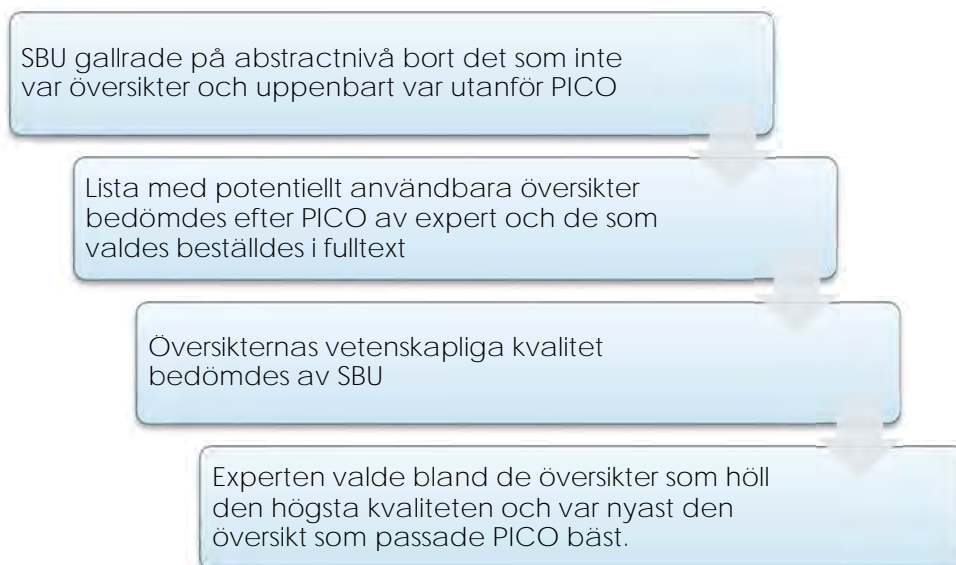 SBU gallrade på abstractnivå bort det som inte
var översikter och uppenbart var utanför PICO
Lista med potentiellt användbara översikter
bedömdes efter PICO av expert och de som
valdes beställdes i fulltext
Översikternas vetenskapliga kvalitet
bedömdes av SBU
Experten valde bland de översikter som höll
den högsta kvaliteten och var nyast den
översikt som passade PICO bäst.